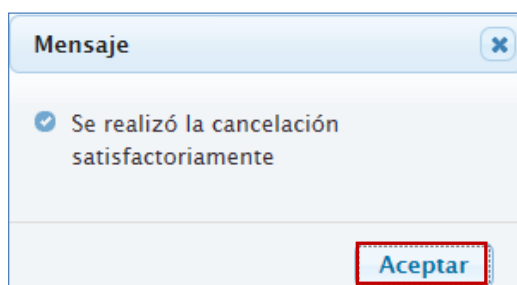 Mensaje
Se realizó la cancelación
satisfactoriamente
Aceptar